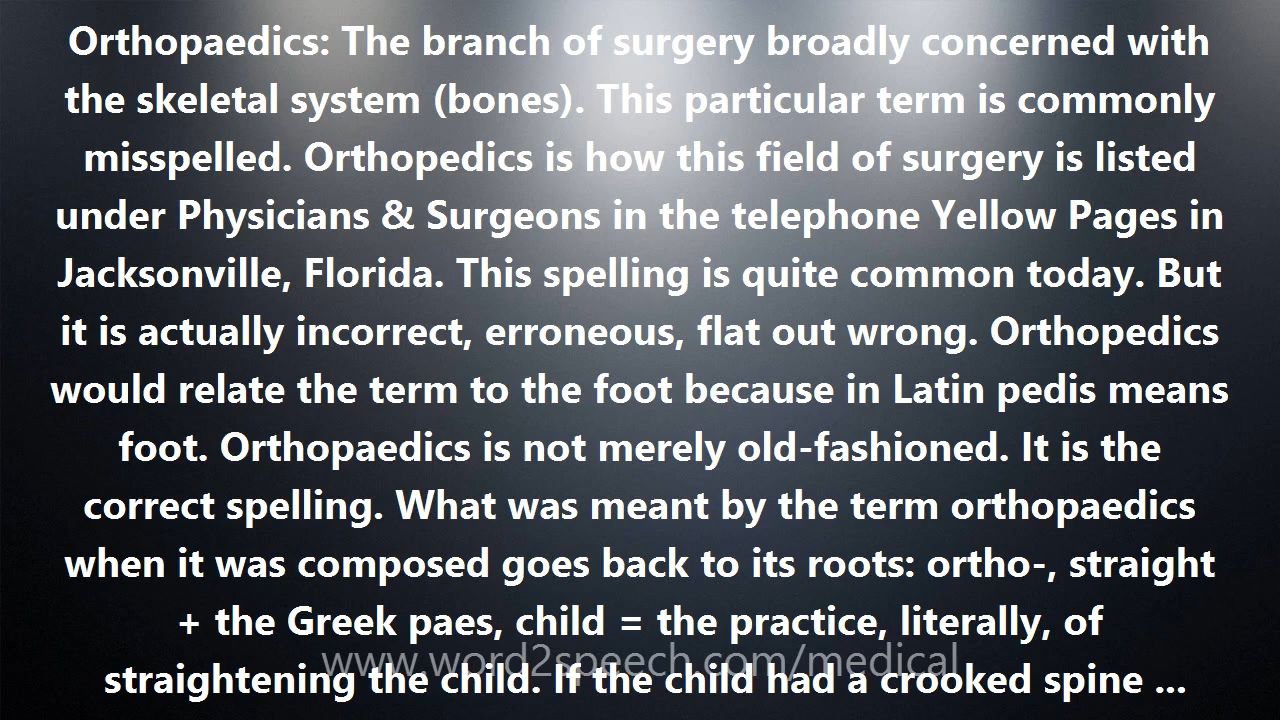 Orthopaedics: The branch of surgery broadly concerned with
the skeletal system (bones). This particular term is commonly
misspelled. Orthopedics is how this field of surgery is listed
under Physicians & Surgeons in the telephone Yellow Pages in
Jacksonville, Florida. This spelling is quite common today. But
it is actually incorrect, erroneous, flat out wrong. Orthopedics
would relate the term to the foot because in Latin pedis means
foot. Orthopaedics is not merely old-fashioned. It is the
correct spelling. What was meant by the term orthopaedics
when it was composed goes back to its roots: ortho-, straight
+ the Greek paes, child = the practice, literally, of
www.word2speech.com/medical
straightening the child. If the child had a crooked spine ...